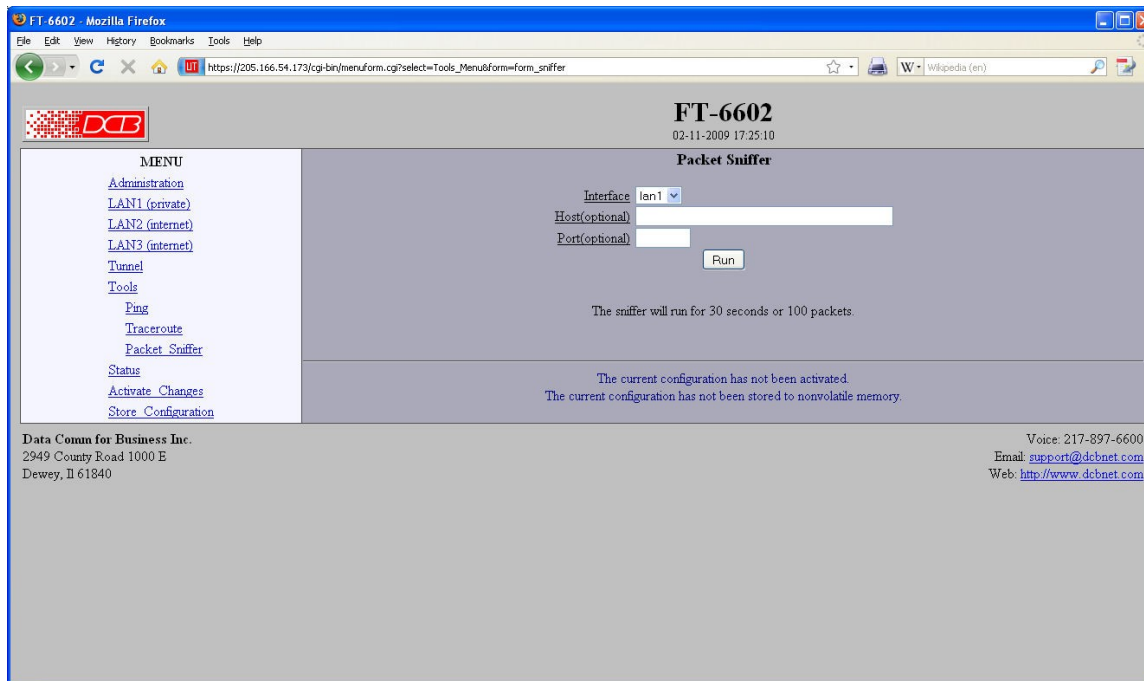 FT-6602 - Mozilla Firefox
File Edit View History Bookmarks Tools Help
https://205.166.54.173/cgi-bin/menuform.cgi?select=Tools_Menu&form=form_sniffer
W Wikipedia (en)
DCB
FT-6602
02-11-2009 17:25:10
MENU
Administration
LAN1 (private)
LAN2 (internet)
LAN3 (internet)
Tunnel
Tools
Ping
Traceroute
Packet Sniffer
Status
Activate Changes
Store Configuration
Packet Sniffer
Interface lan1
Host(optional)
Port(optional)
Run
The sniffer will run for 30 seconds or 100 packets.
The current configuration has not been activated.
The current configuration has not been stored to nonvolatile memory.
Data Comm for Business Inc.
2949 County Road 1000 E
Dewey, Il 61840
Voice: 217-897-6600
Email: support@dcbnet.com
Web: http://www.dcbnet.com